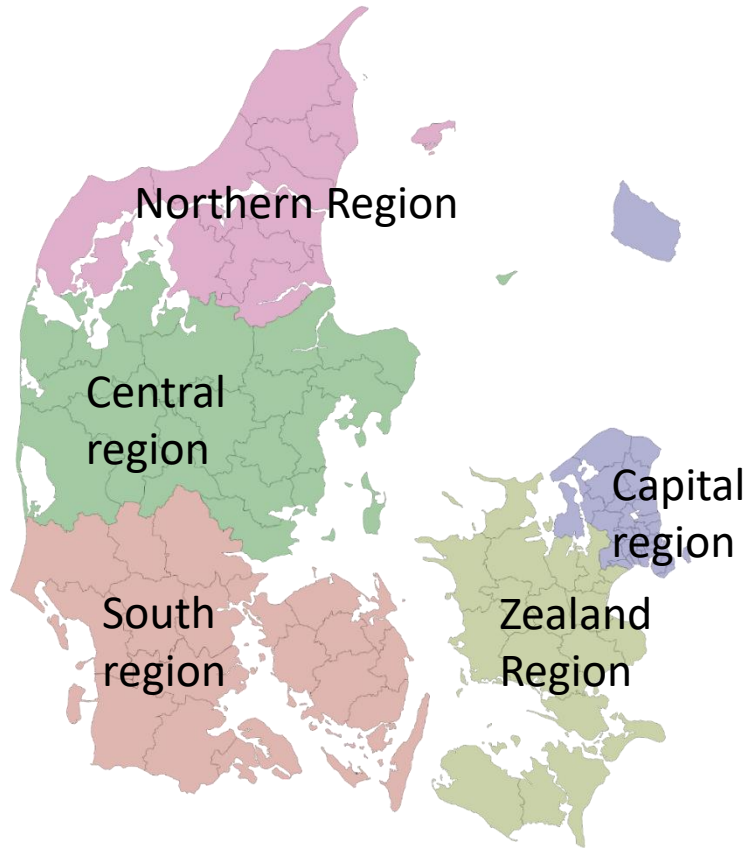 Northern Region
Central
region
Capital
region
South
region
Zealand
Region